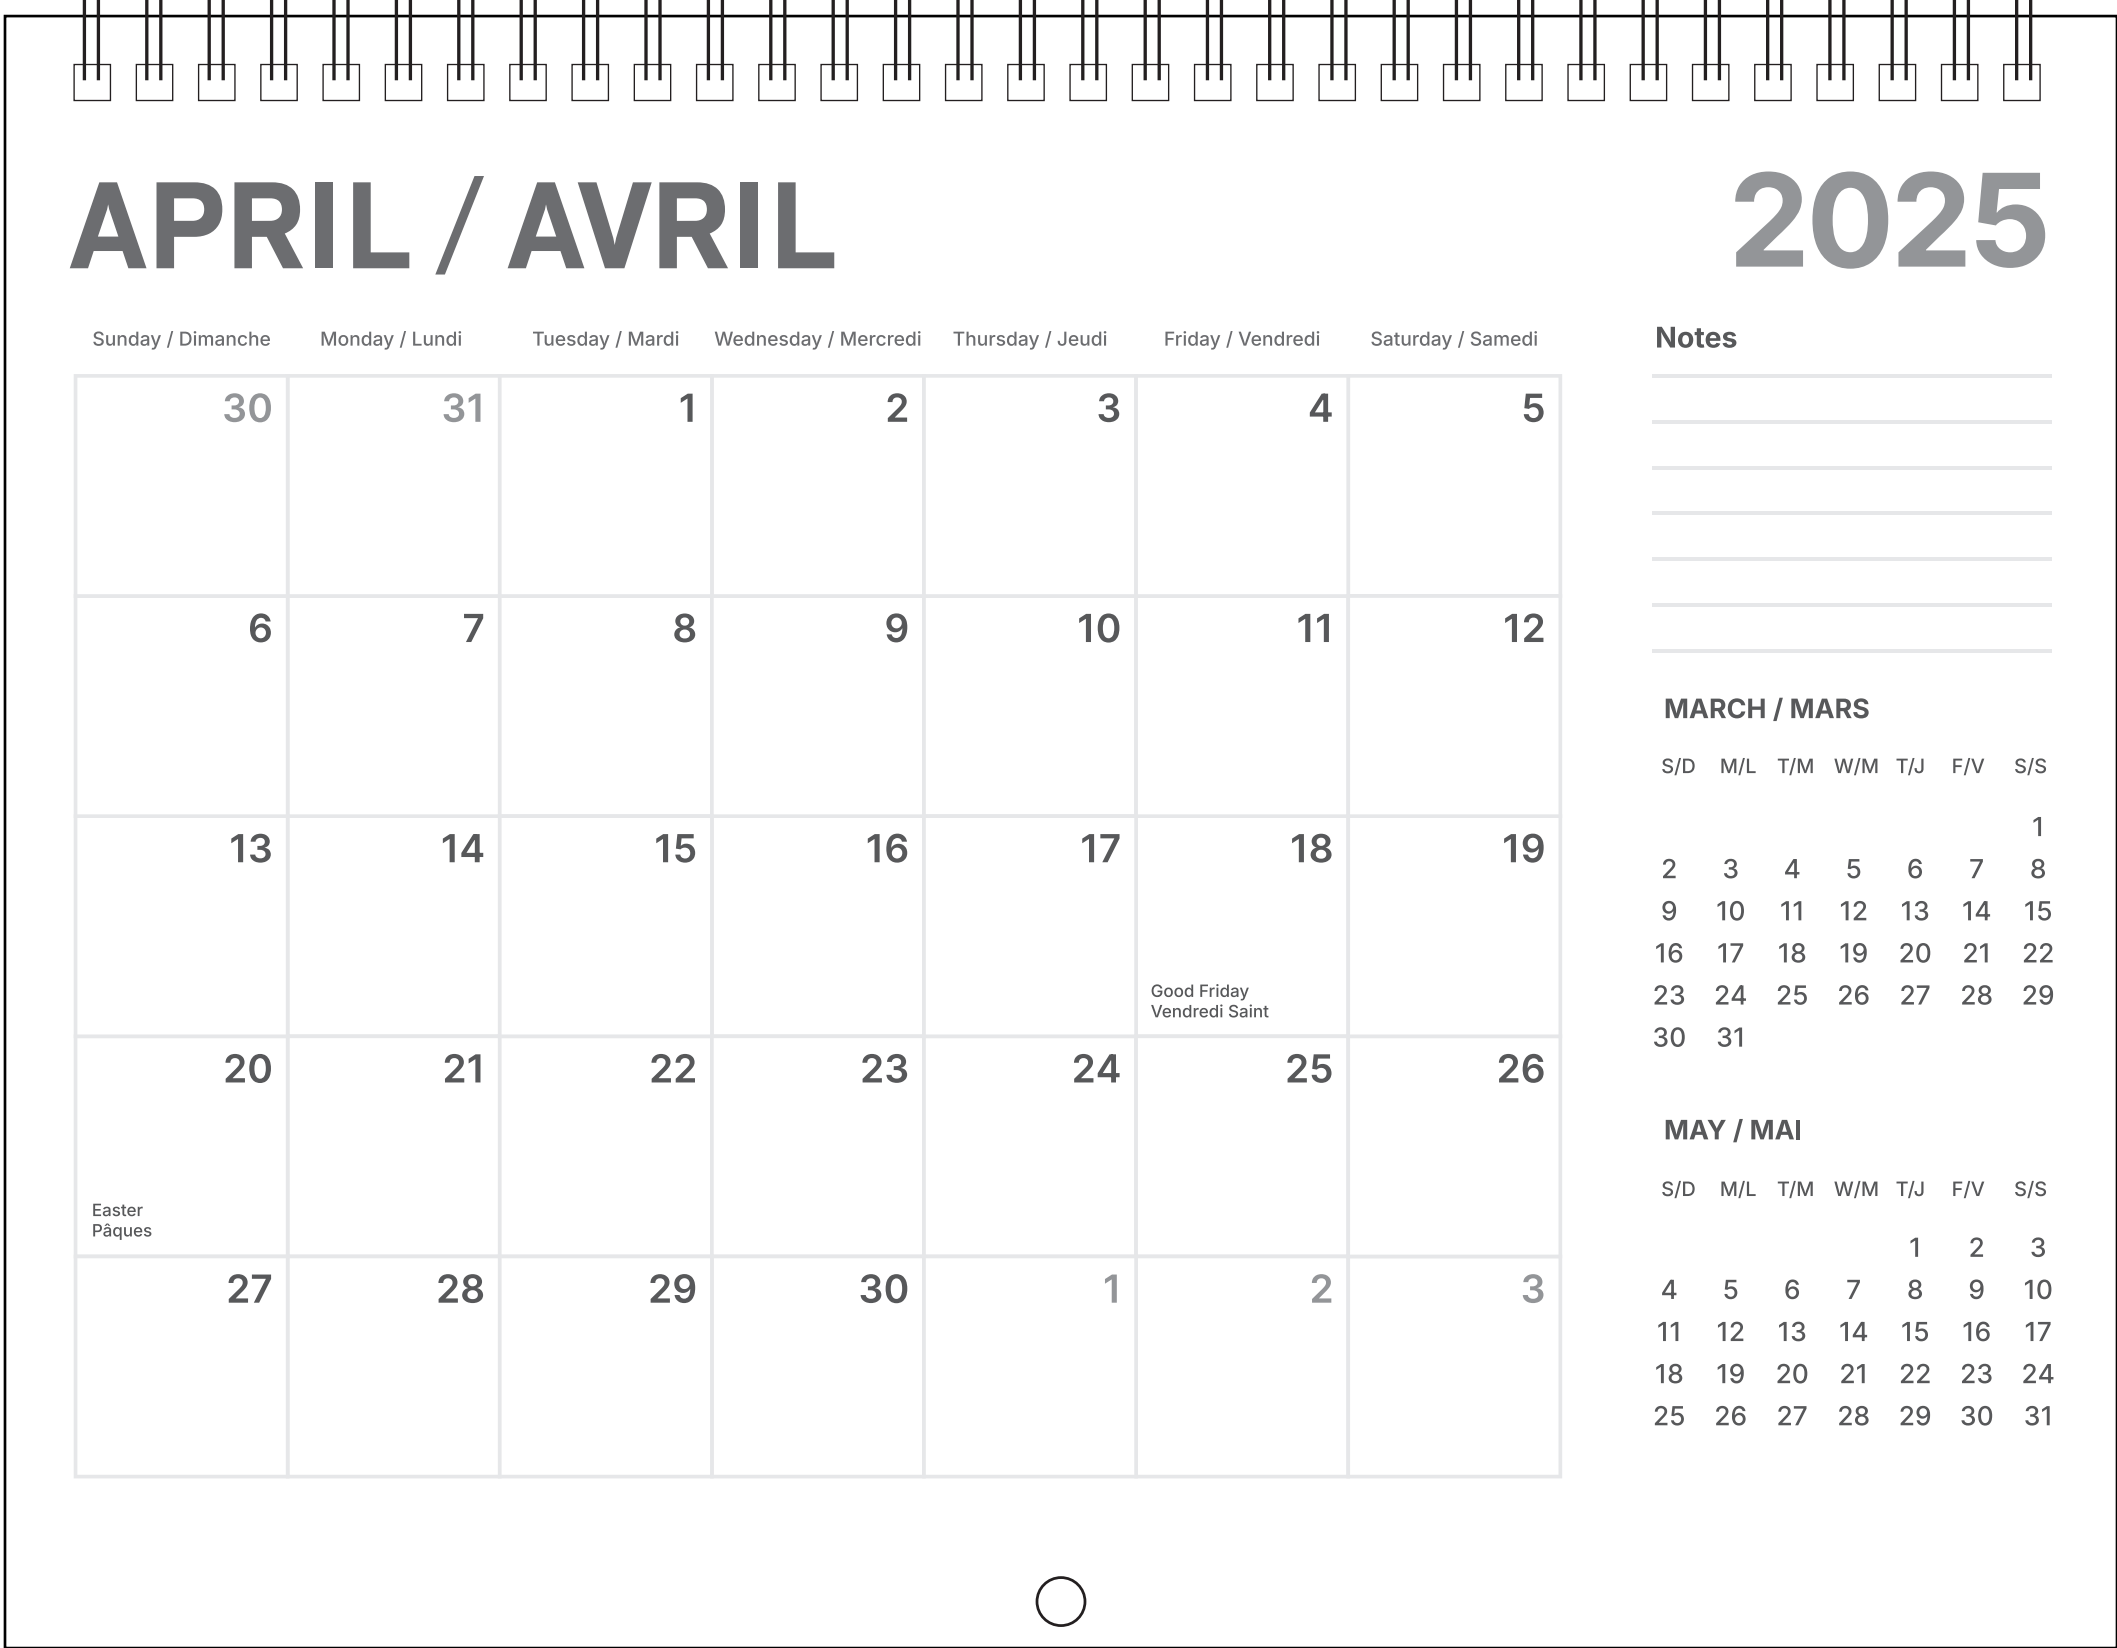 APRIL / AVRIL 2025
Sunday / Dimanche Monday / Lundi Tuesday / Mardi Wednesday / Mercredi Thursday / Jeudi Friday / Vendredi Saturday / Samedi
30 31 1 2 3 4 5
6 7 8 9 10 11 12
13 14 15 16 17 18 19
Good Friday
Vendredi Saint
20 21 22 23 24 25 26
Easter
Pâques
27 28 29 30 1 2 3
Notes
MARCH / MARS
S/D M/L T/M W/M T/J F/V S/S
1
2 3 4 5 6 7 8
9 10 11 12 13 14 15
16 17 18 19 20 21 22
23 24 25 26 27 28 29
30 31
MAY / MAI
S/D M/L T/M W/M T/J F/V S/S
1 2 3
4 5 6 7 8 9 10
11 12 13 14 15 16 17
18 19 20 21 22 23 24
25 26 27 28 29 30 31